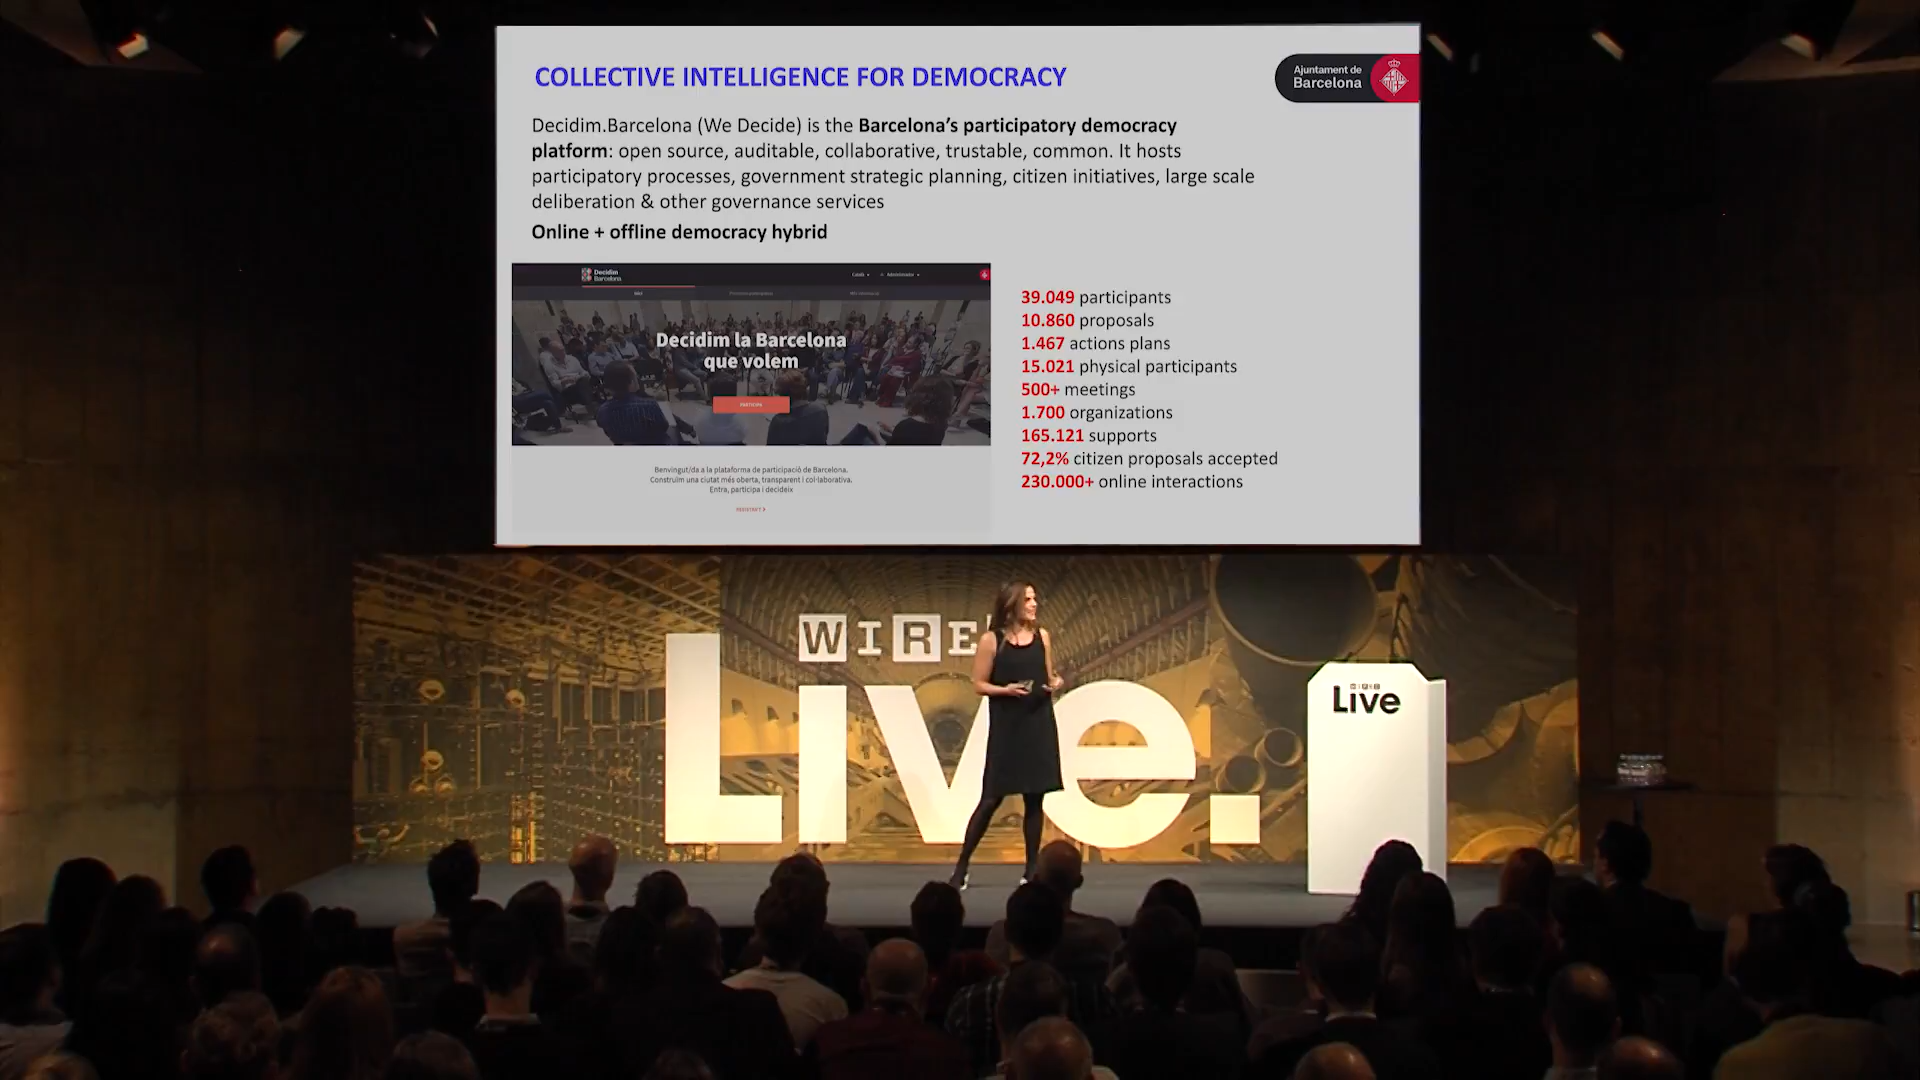 COLLECTIVE INTELLIGENCE FOR DEMOCRACY
Ajuntament de
Barcelona
Decidim.Barcelona (We Decide) is the Barcelona's participatory democracy
platform: open source, auditable, collaborative, trustable, common. It hosts
participatory processes, government strategic planning, citizen initiatives, large scale
deliberation & other governance services
Online + offline democracy hybrid
Decidim
Barcelona
Català
Administrador
Decidim la Barcelona
que volem
PARTICIPA
Benvingut/da a la plataforma de participació de Barcelona.
Construïm una ciutat més oberta, transparent i col·laborativa.
Entra, participa i decideix
REGISTRA'T
39.049 participants
10.860 proposals
1.467 actions plans
15.021 physical participants
500+ meetings
1.700 organizations
165.121 supports
72,2% citizen proposals accepted
230.000+ online interactions
WIRE
Live.
WIRED
Live